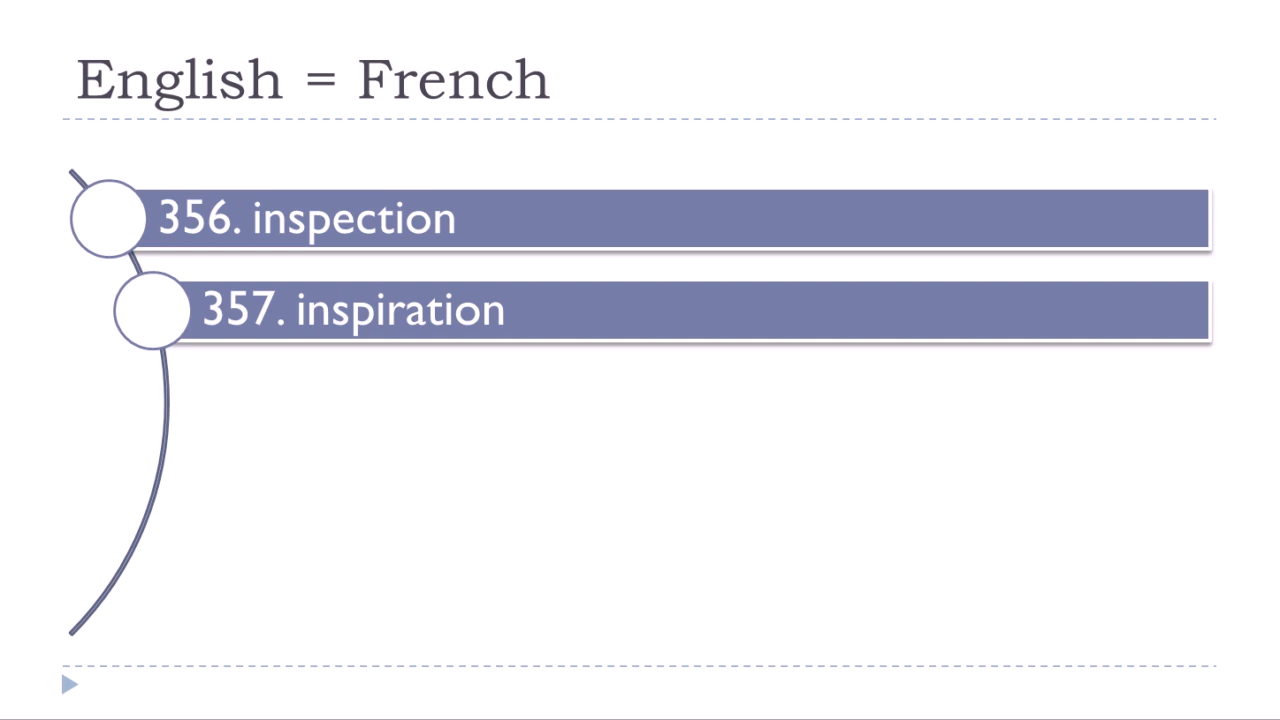 English = French
356. inspection
357. inspiration